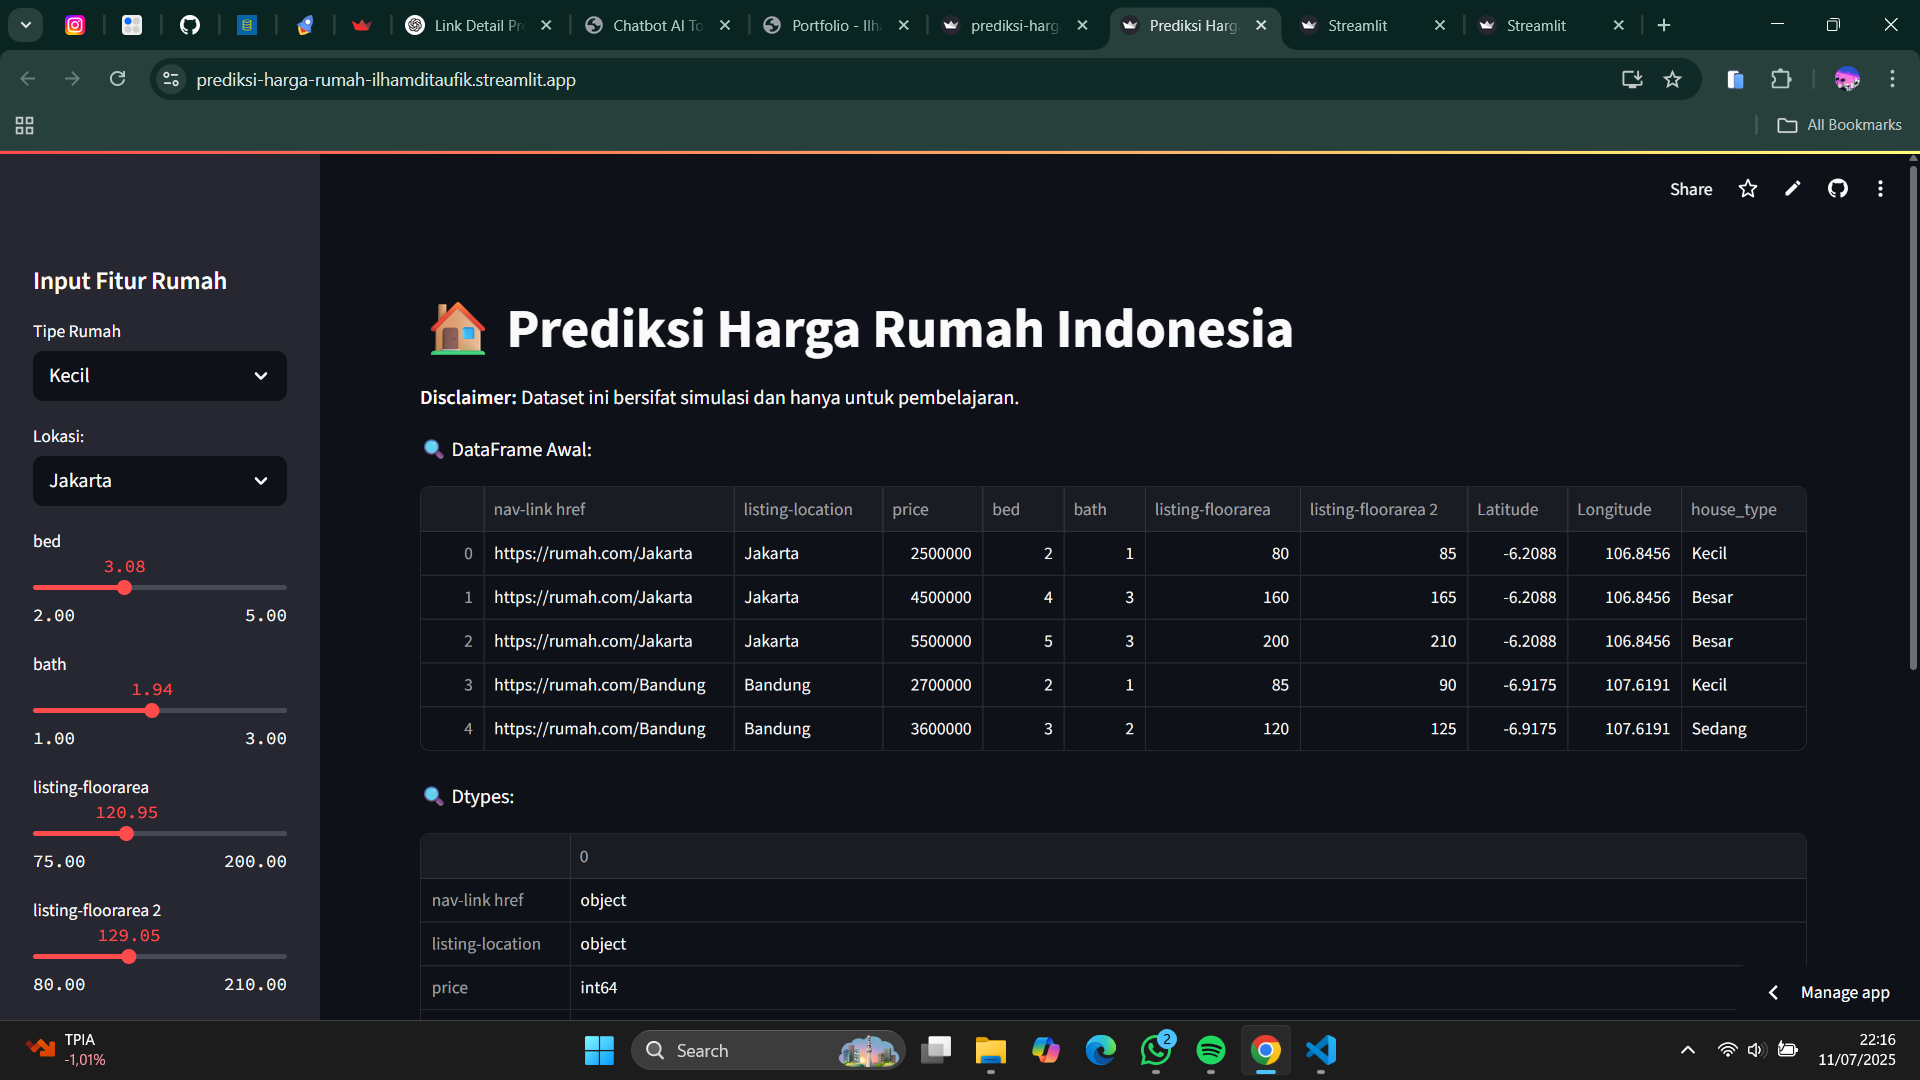 Link Detail Pr
Chatbot AI To
Portfolio - Ilh
prediksi-harg
Prediksi Harg
Streamlit
Streamlit
prediksi-harga-rumah-ilhamditaufik.streamlit.app
All Bookmarks
Share
Input Fitur Rumah
Tipe Rumah
Kecil
Lokasi:
Jakarta
bed
3.08
2.00 5.00
bath
1.94
1.00 3.00
listing-floorarea
120.95
75.00 200.00
listing-floorarea 2
129.05
80.00 210.00
Prediksi Harga Rumah Indonesia
Disclaimer: Dataset ini bersifat simulasi dan hanya untuk pembelajaran.
DataFrame Awal:
nav-link href listing-location price bed bath listing-floorarea listing-floorarea 2 Latitude Longitude house_type
0 https://rumah.com/Jakarta Jakarta 2500000 2 1 80 85 -6.2088 106.8456 Kecil
1 https://rumah.com/Jakarta Jakarta 4500000 4 3 160 165 -6.2088 106.8456 Besar
2 https://rumah.com/Jakarta Jakarta 5500000 5 3 200 210 -6.2088 106.8456 Besar
3 https://rumah.com/Bandung Bandung 2700000 2 1 85 90 -6.9175 107.6191 Kecil
4 https://rumah.com/Bandung Bandung 3600000 3 2 120 125 -6.9175 107.6191 Sedang
Dtypes:
0
nav-link href object
listing-location object
price int64
Manage app
TPIA
-1,01%
Search
2
22:16
11/07/2025